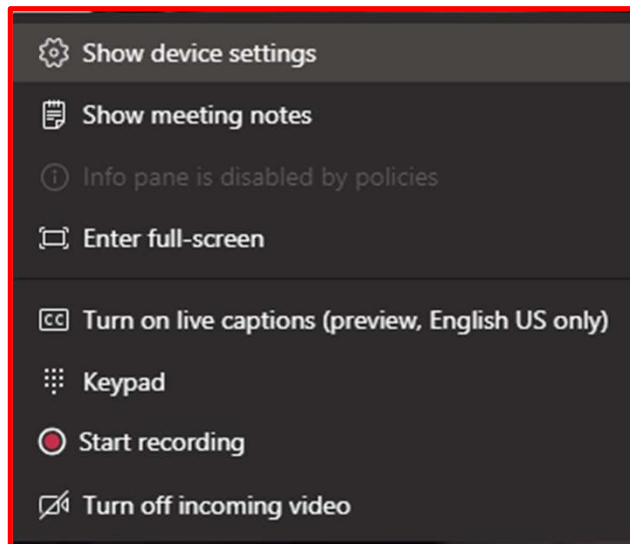 Show device settings
Show meeting notes
Info pane is disabled by policies
Enter full-screen
CC Turn on live captions (preview, English US only)
Keypad
Start recording
Turn off incoming video